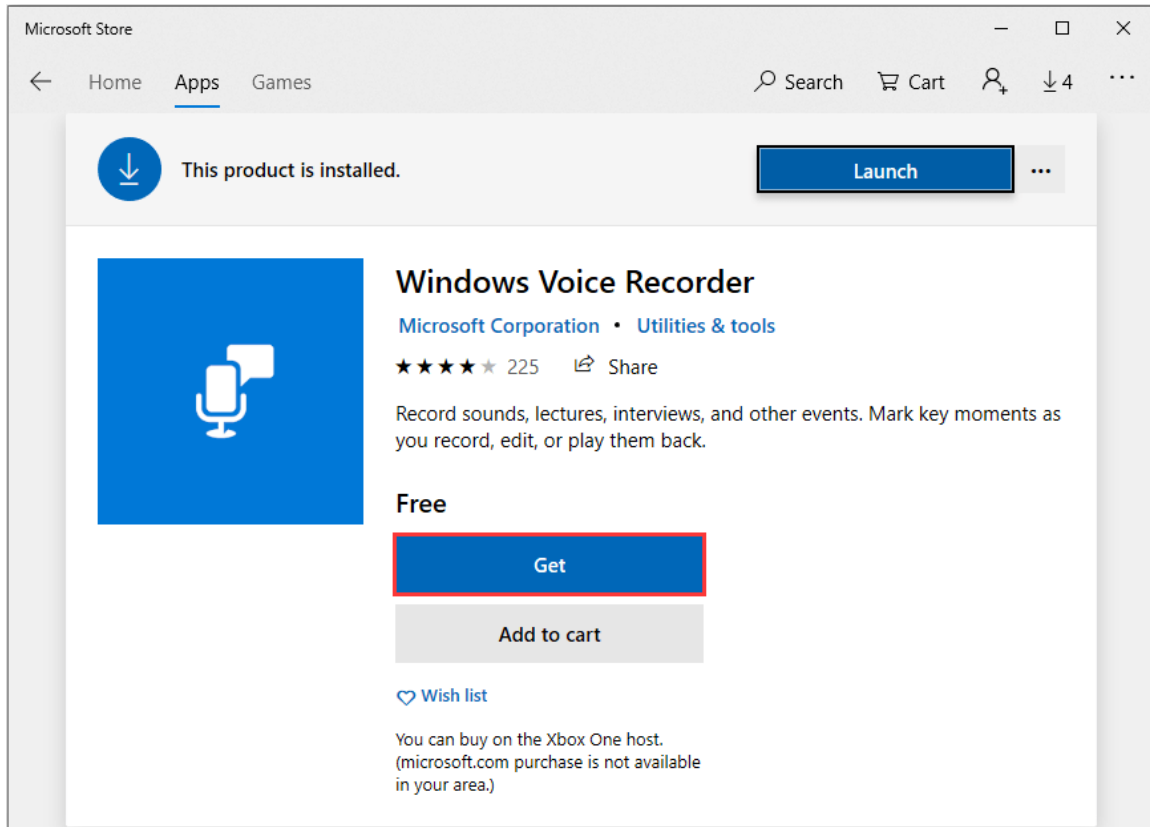 Microsoft Store
Home Apps Games Search Cart 4
This product is installed.
Launch
Windows Voice Recorder
Microsoft Corporation • Utilities & tools
225 Share
Record sounds, lectures, interviews, and other events. Mark key moments as
you record, edit, or play them back.
Free
Get
Add to cart
Wish list
You can buy on the Xbox One host.
(microsoft.com purchase is not available
in your area.)